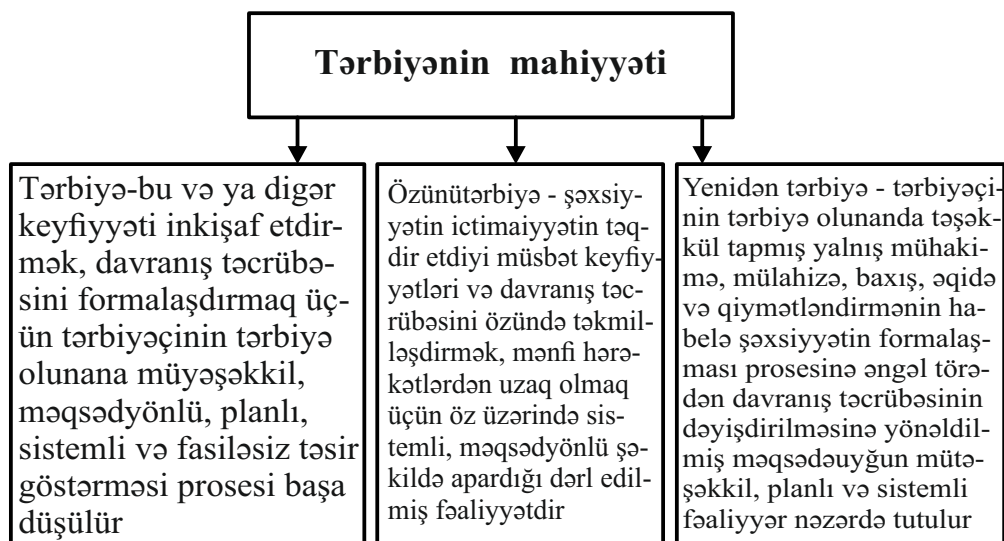 Tərbiyənin mahiyyəti
Tərbiyə-bu və ya digər
keyfiyyəti inkişaf etdir-
mək, davranış təcrübə-
sini formalaşdırmaq üç-
ün tərbiyəçinin tərbiyə
olunana müyəşəkkil,
məqsədyönlü, planlı,
sistemli və fasiləsiz təsir
göstərməsi prosesi başa
düşülür
Özünütərbiyə - şəxsiy-
yətin ictimaiyyətin təq-
dir etdiyi müsbət keyfiy-
yətləri və davranış təc-
rübəsini özündə təkmil-
ləşdirmək, mənfi hərə-
kətlərdən uzaq olmaq
üçün öz üzərində sis-
temli, məqsədyönlü şə-
kildə apardığı dərl edil-
miş fəaliyyətdir
Yenidən tərbiyə - tərbiyəçi-
nin tərbiyə olunanda təşək-
kül tapmış yalnış mühaki-
mə, mülahizə, baxış, əqidə
və qiymətləndirmənin ha-
belə şəxsiyyətin formalaş-
ması prosesinə əngəl törə-
dən davranış təcrübəsinin
dəyişdirilməsinə yönəldil-
miş məqsədəuyğun mütə-
şəkkil, planlı və sistemli
fəaliyyər nəzərdə tutulur